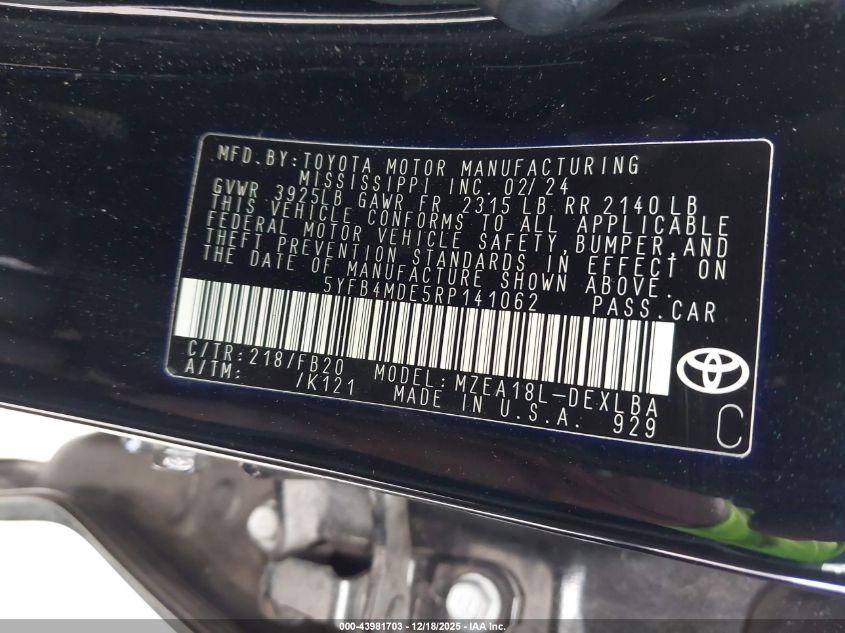 MFD.BY:TOYOTA MOTOR MANUFACTURING
MISSISSIPPI INC. 02/24
GVWR 3925LB GAWR FR 2315 LB RR 2140 LB
THIS VEHICLE CONFORMS TO ALL APPLICABLE
FEDERAL MOTOR VEHICLE SAFETY, BUMPER, AND
THEFT PREVENTION STANDARDS IN EFFECT ON
THE DATE OF MANUFACTURE SHOWN ABOVE.
5YFB4MDE5RP141062 PASS.CAR
C/TR:218/FB20 MODEL:MZEA18L-DEXLBA
A/TM: /K121 MADE IN U.S.A. 929
C
000-43981703 - 12/18/2025 - IAA Inc.